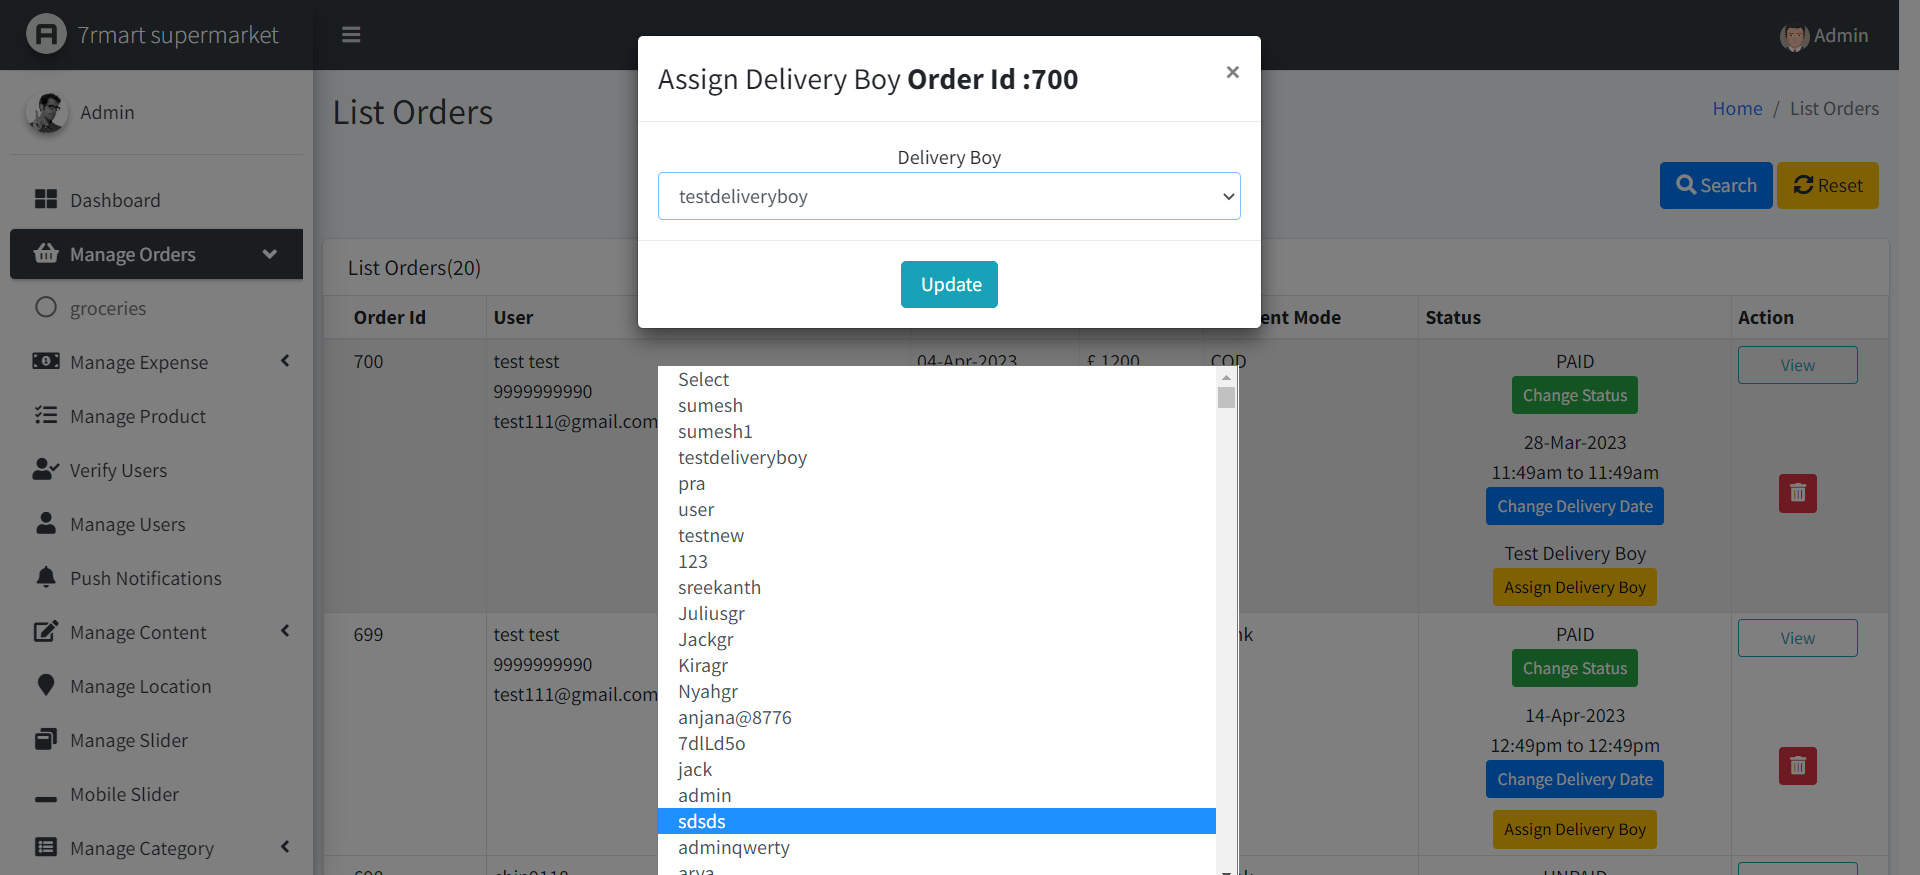 7rmart supermarket
Admin
Admin
Dashboard
Manage Orders
groceries
Manage Expense
Manage Product
Verify Users
Manage Users
Push Notifications
Manage Content
Manage Location
Manage Slider
Mobile Slider
Manage Category
List Orders
Home / List Orders
Search
Reset
Assign Delivery Boy Order Id :700
×
Delivery Boy
testdeliveryboy
Update
List Orders(20)
Order Id User ent Mode Status Action
700
test test
9999999990
test111@gmail.com
04-Apr-2023
£ 1200
COD
PAID
Change Status
28-Mar-2023
11:49am to 11:49am
Change Delivery Date
Test Delivery Boy
Assign Delivery Boy
View
Select
sumesh
sumesh1
testdeliveryboy
pra
user
testnew
123
sreekanth
Juliusgr
Jackgr
Kiragr
Nyahgr
anjana@8776
7dlLd5o
jack
admin
sdsds
adminqwerty
arya
699
test test
9999999990
test111@gmail.com
nk
PAID
Change Status
14-Apr-2023
12:49pm to 12:49pm
Change Delivery Date
Assign Delivery Boy
View
UNPAID